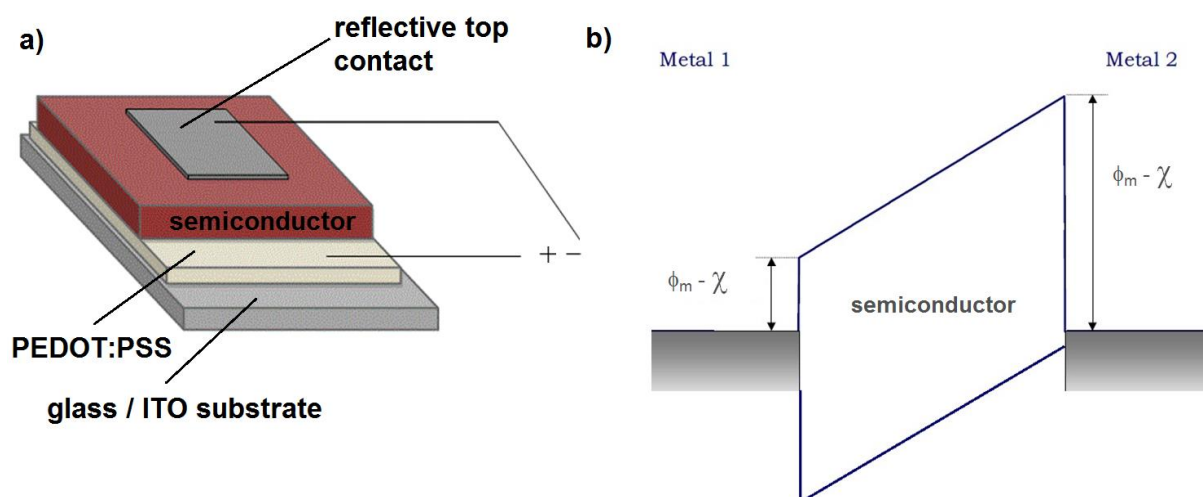 a)
reflective top
contact
semiconductor
+ −
PEDOT:PSS
glass / ITO substrate
b)
Metal 1
Metal 2
ϕm - χ
ϕm - χ
semiconductor